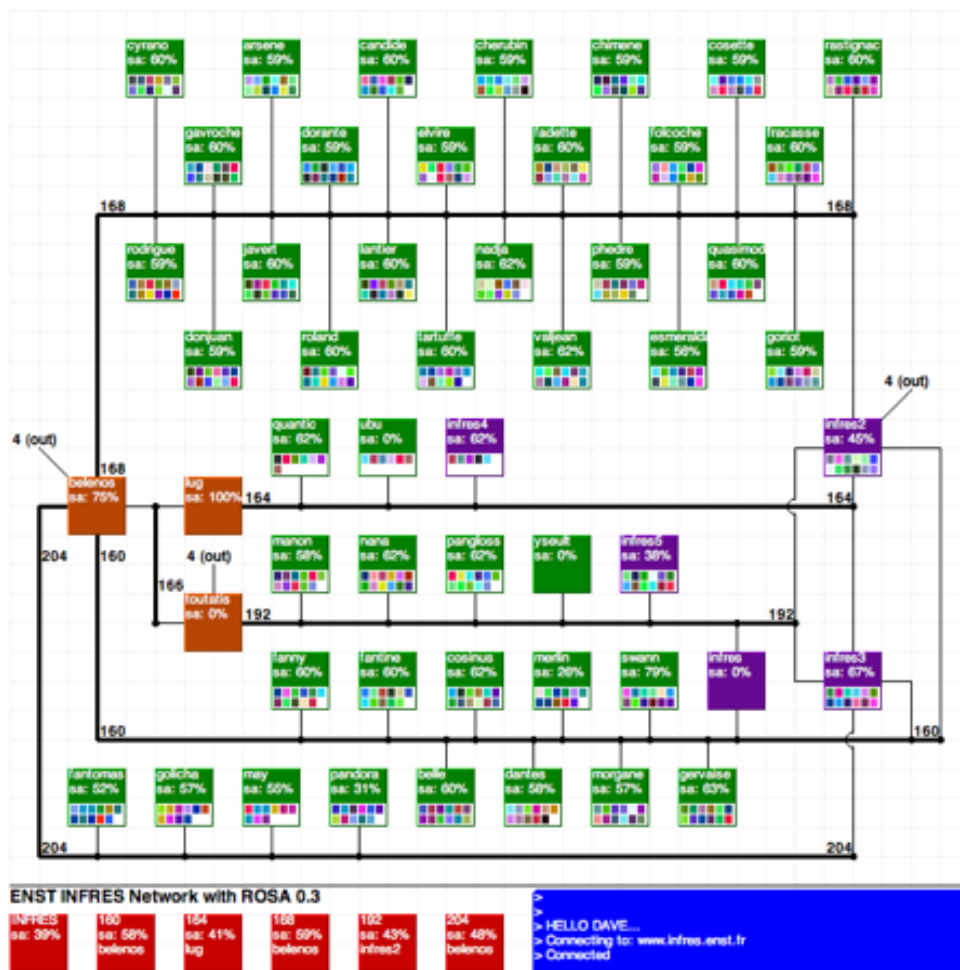 cyrano
sa: 60%
arsene
sa: 59%
candide
sa: 60%
cherubin
sa: 59%
chimene
sa: 59%
cosette
sa: 59%
rastignac
sa: 60%
gavroche
sa: 60%
dorante
sa: 59%
elvire
sa: 59%
fadette
sa: 60%
folcoche
sa: 59%
fracasse
sa: 60%
168
168
rodrigue
sa: 59%
javert
sa: 60%
lantier
sa: 60%
nadja
sa: 62%
phedre
sa: 59%
quasimod
sa: 60%
donjuan
sa: 59%
roland
sa: 60%
tartuffe
sa: 60%
valjean
sa: 62%
esmerald
sa: 56%
goriot
sa: 59%
4 (out)
quantic
sa: 62%
ubu
sa: 0%
infres4
sa: 62%
infres2
sa: 45%
4 (out)
168
belenos
sa: 75%
lug
sa: 100%
164
164
204
160
4 (out)
manon
sa: 58%
nana
sa: 62%
pangloss
sa: 62%
yseult
sa: 0%
infres5
sa: 38%
166
toutatis
sa: 0%
192
192
fanny
sa: 60%
fantine
sa: 60%
cosinus
sa: 62%
merlin
sa: 26%
swann
sa: 79%
infres
sa: 0%
infres3
sa: 67%
160
160
fantomas
sa: 52%
golicha
sa: 57%
may
sa: 55%
pandora
sa: 31%
belle
sa: 60%
dantes
sa: 58%
morgane
sa: 57%
gervaise
sa: 63%
204
204
ENST INFRES Network with ROSA 0.3
INFRES
sa: 39%
160
sa: 58%
belenos
164
sa: 41%
lug
168
sa: 59%
belenos
192
sa: 43%
infres2
204
sa: 48%
belenos
>
>
> HELLO DAVE...
> Connecting to: www.infres.enst.fr
> Connected